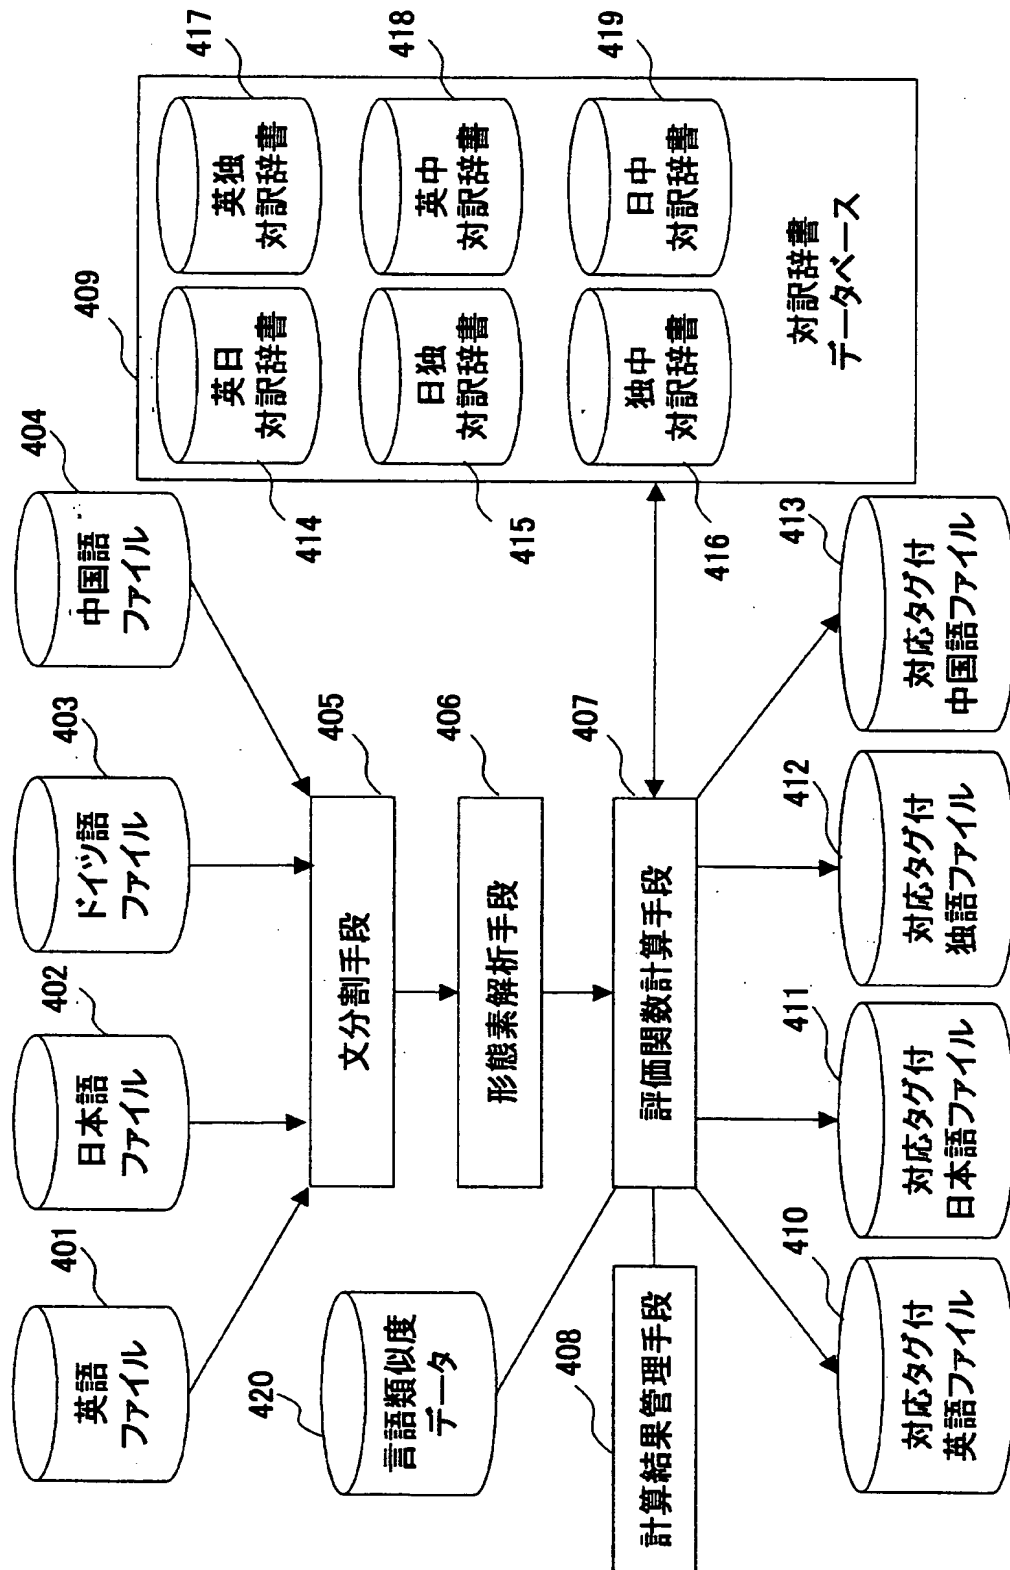 401
英語
ファイル
402
日本語
ファイル
403
ドイツ語
ファイル
404
中国語
ファイル
405
文分割手段
406
形態素解析手段
407
評価関数計算手段
420
言語類似度
データ
408
計算結果管理手段
409
414
英日
対訳辞書
417
英独
対訳辞書
415
日独
対訳辞書
418
英中
対訳辞書
416
独中
対訳辞書
419
日中
対訳辞書
対訳辞書
データベース
410
対応タグ付
英語ファイル
411
対応タグ付
日本語ファイル
412
対応タグ付
独語ファイル
413
対応タグ付
中国語ファイル